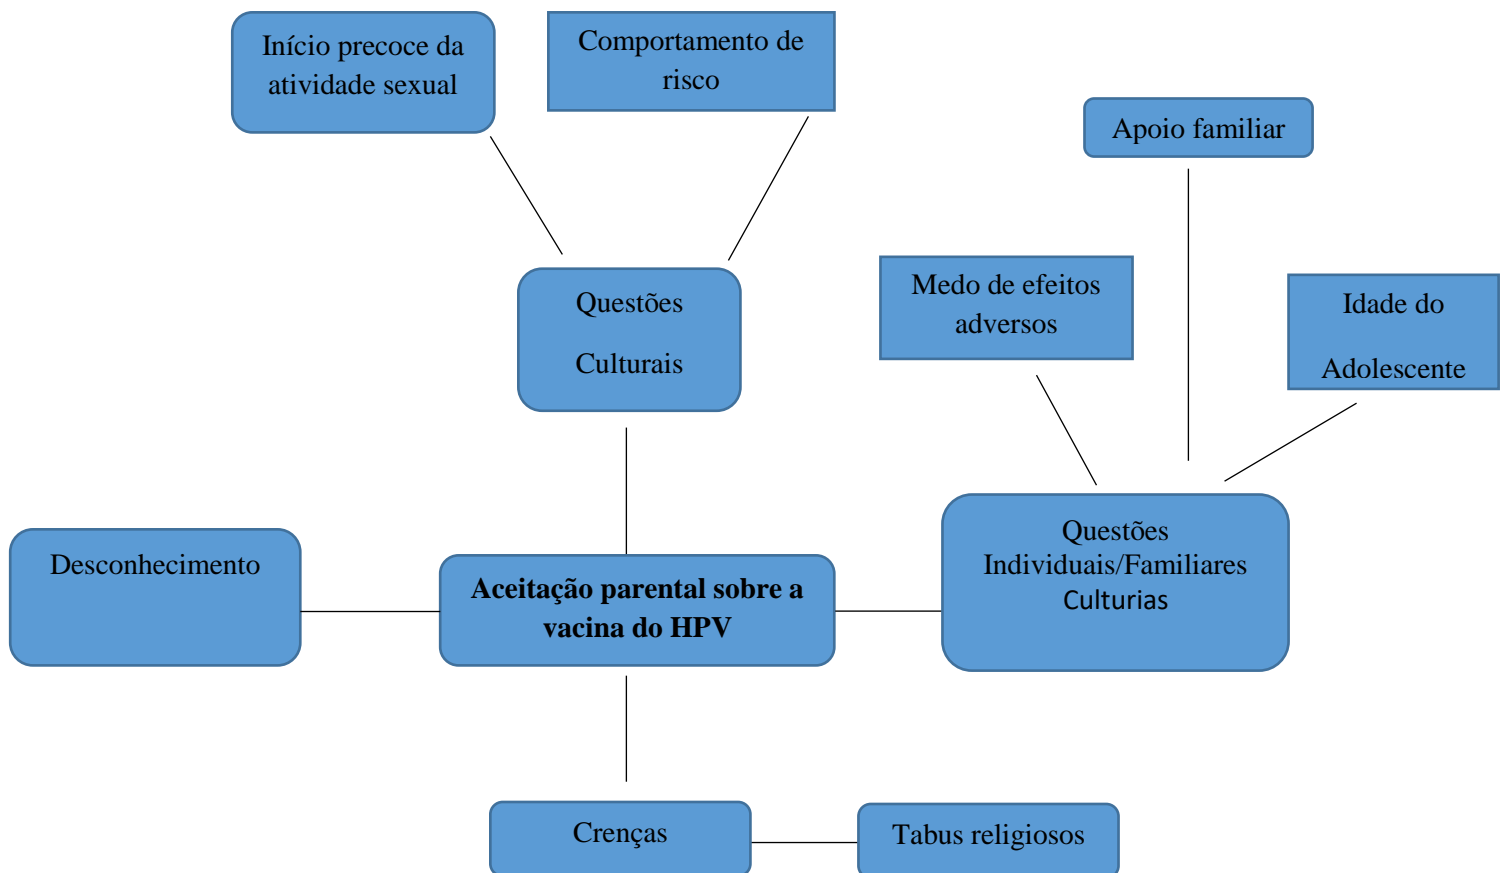 Início precoce da
atividade sexual
Comportamento de
risco
Apoio familiar
Medo de efeitos
adversos
Idade do
Adolescente
Questões
Culturais
Questões
Individuais/Familiares
Culturias
Desconhecimento
Aceitação parental sobre a
vacina do HPV
Crenças
Tabus religiosos